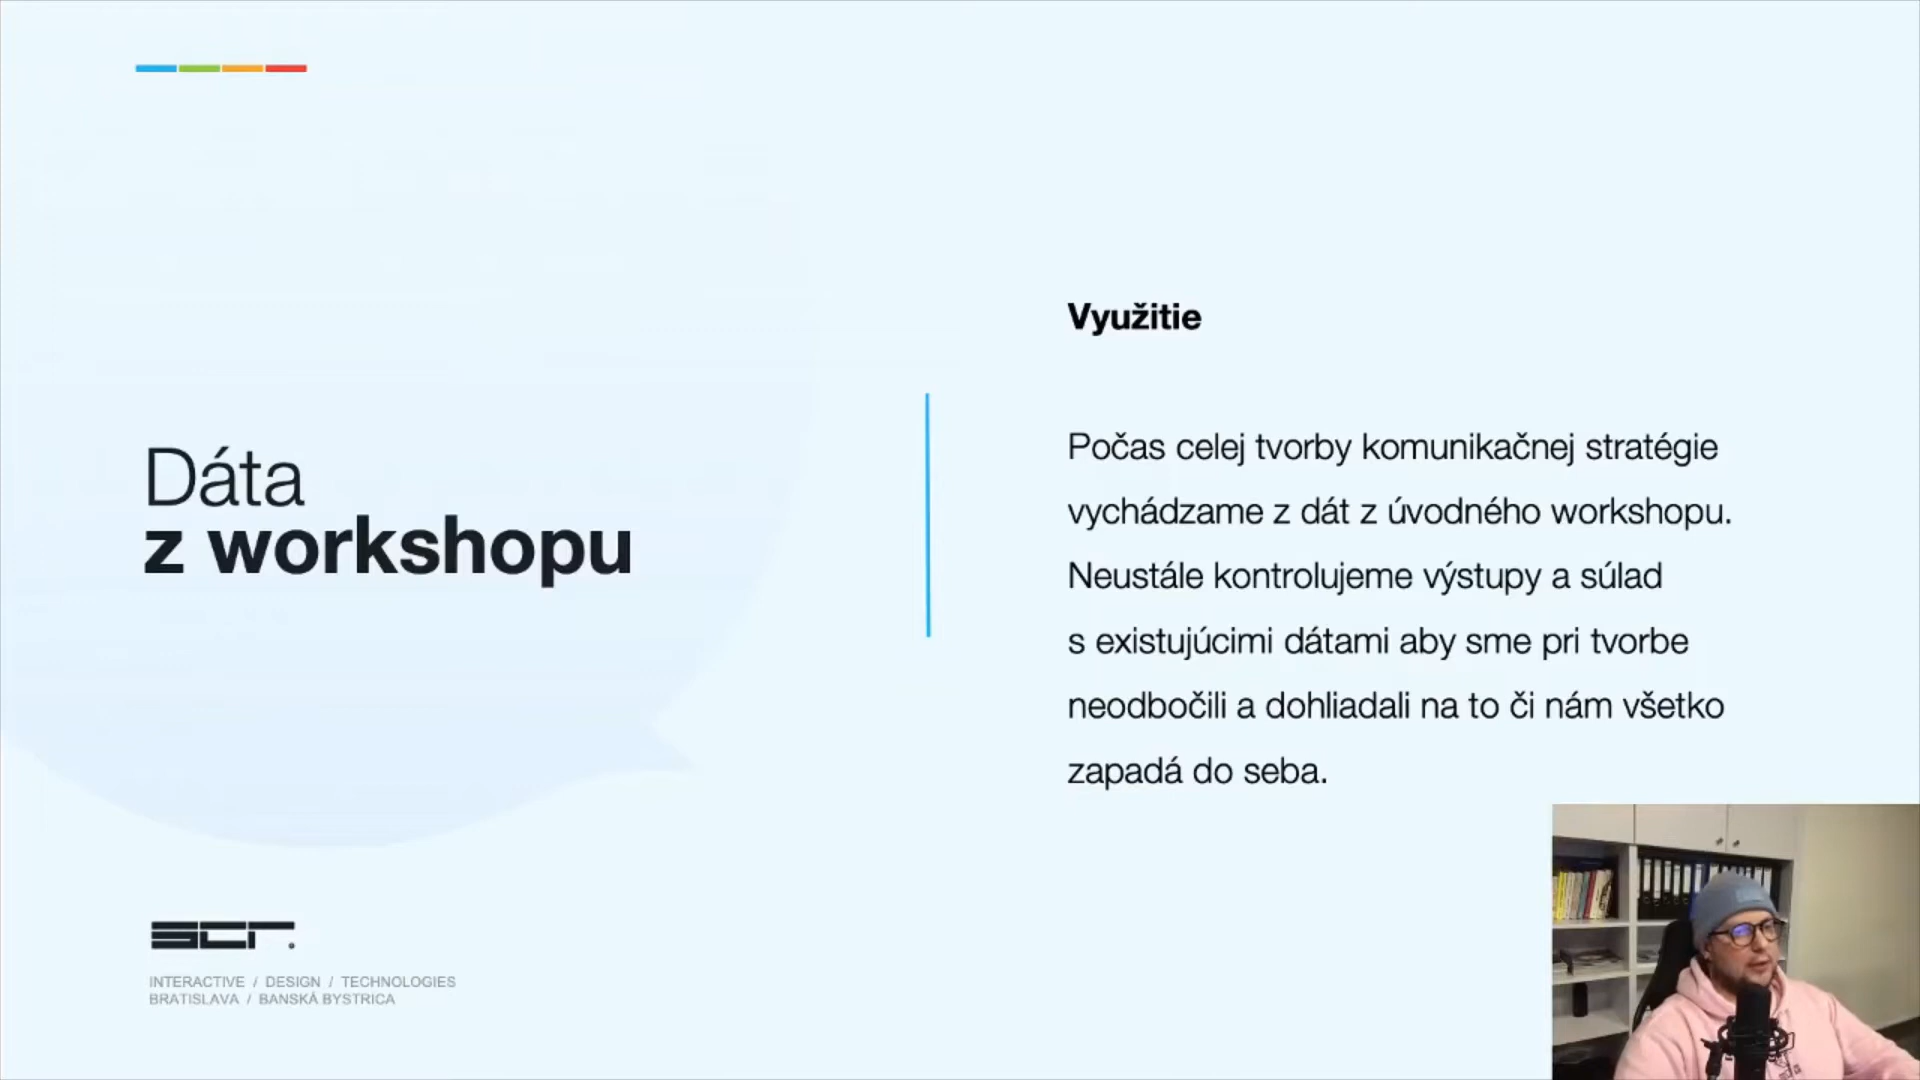 Dáta
z workshopu
Využitie
Počas celej tvorby komunikačnej stratégie
vychádzame z dát z úvodného workshopu.
Neustále kontrolujeme výstupy a súlad
s existujúcimi dátami aby sme pri tvorbe
neodbočili a dohliadali na to či nám všetko
zapadá do seba.
scr.
INTERACTIVE / DESIGN / TECHNOLOGIES
BRATISLAVA / BANSKÁ BYSTRICA